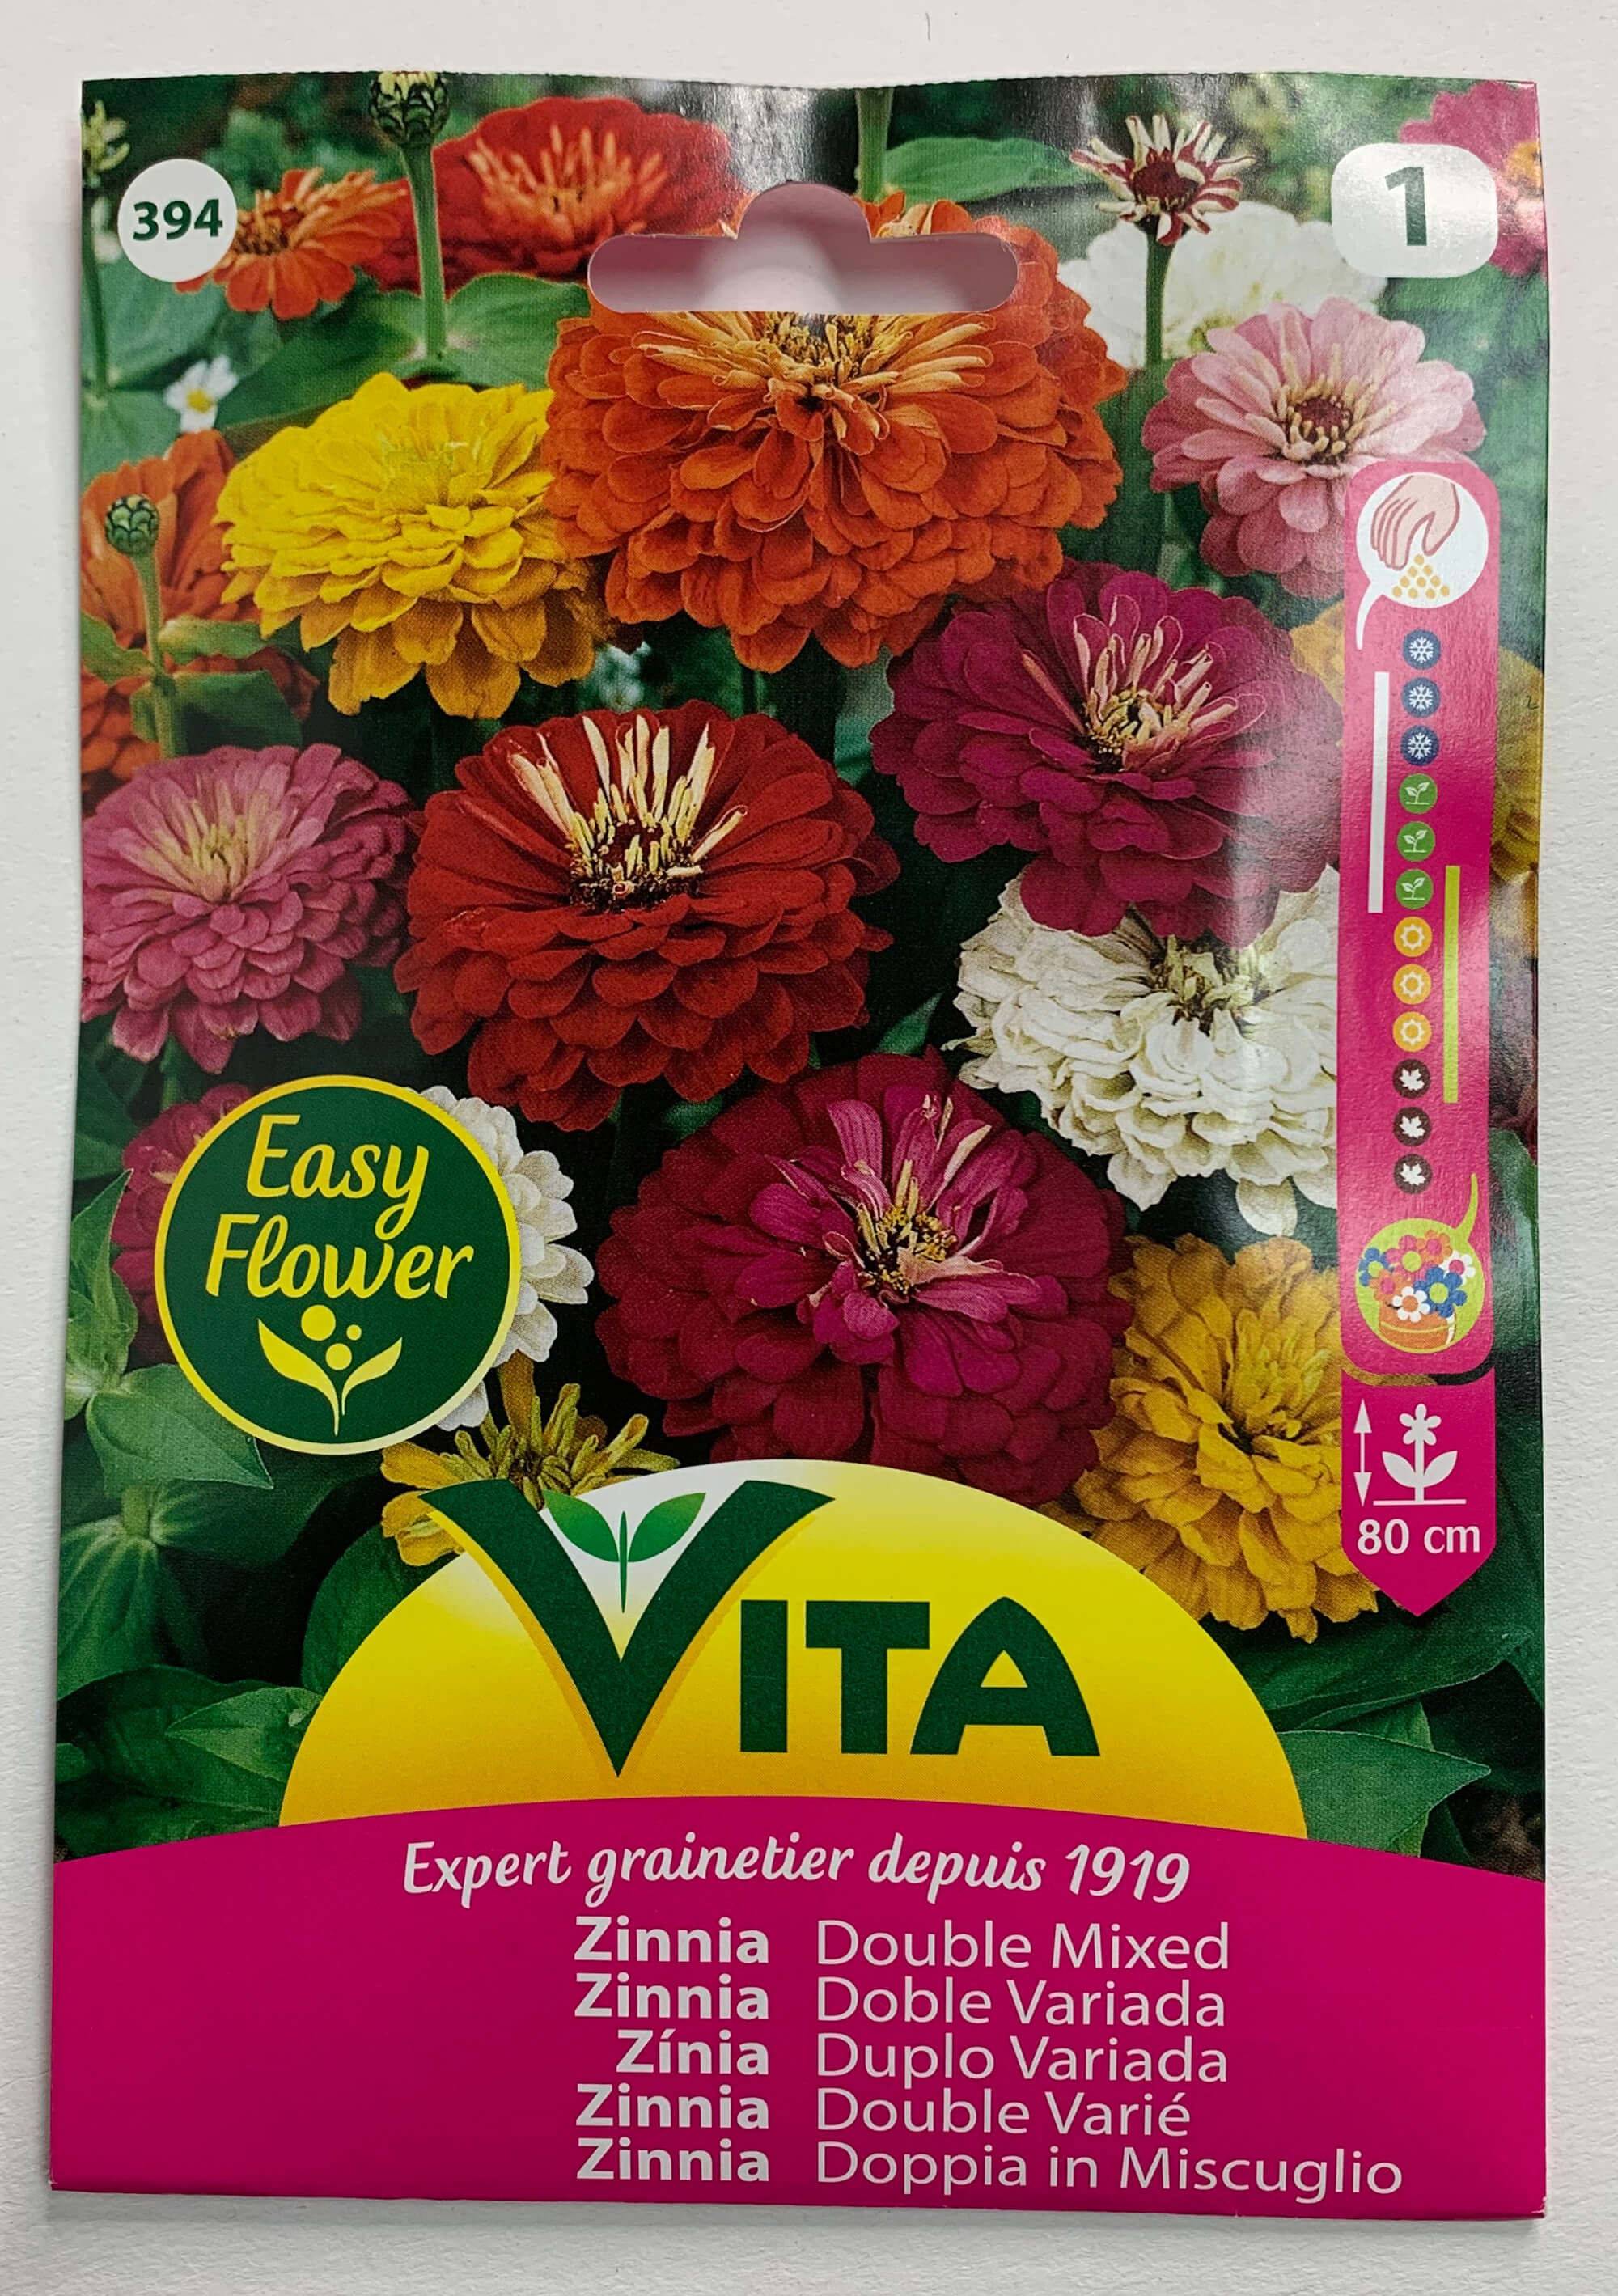 394
1
Easy
Flower
80 cm
VITA
Expert grainetier depuis 1919
Zinnia Double Mixed
Zinnia Doble Variada
Zínia Duplo Variada
Zinnia Double Varié
Zinnia Doppia in Miscuglio